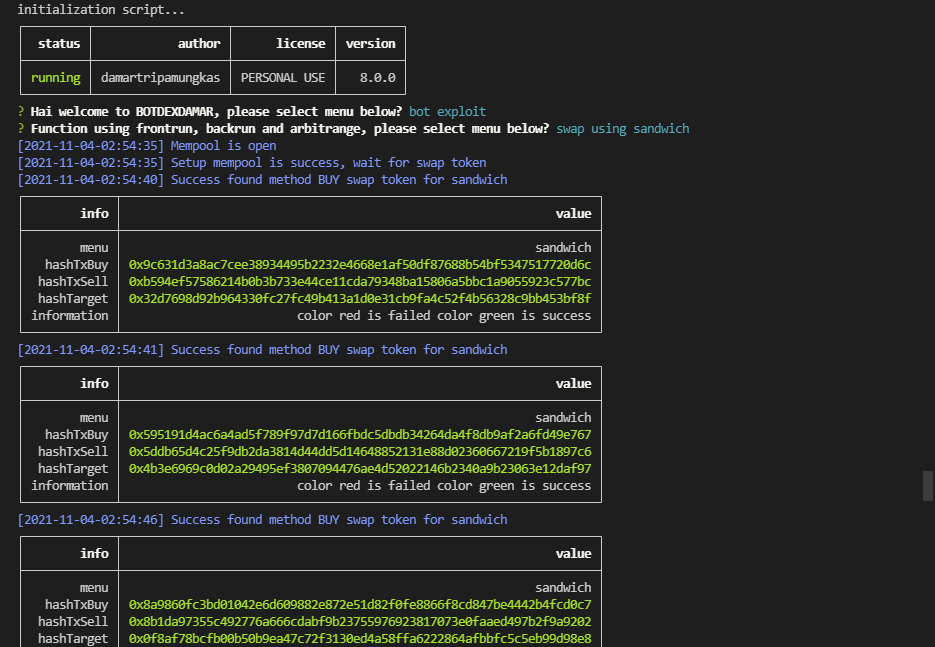 initialization script...
status author license version
running damartripamungkas PERSONAL USE 8.0.0
? Hai welcome to BOTDEXDAMAR, please select menu below? bot exploit
? Function using frontrun, backrun and arbitrange, please select menu below? swap using sandwich
[2021-11-04-02:54:35] Mempool is open
[2021-11-04-02:54:35] Setup mempool is success, wait for swap token
[2021-11-04-02:54:40] Success found method BUY swap token for sandwich
info value
menu sandwich
hashTxBuy 0x9c631d3a8ac7cee38934495b2232e4668e1af50df87688b54bf5347517720d6c
hashTxSell 0xb594ef57586214b0b3b733e44ce11cda79348ba15806a5bbc1a9055923c577bc
hashTarget 0x32d7698d92b964330fc27fc49b413a1d0e31cb9fa4c52f4b56328c9bb453bf8f
information color red is failed color green is success
[2021-11-04-02:54:41] Success found method BUY swap token for sandwich
info value
menu sandwich
hashTxBuy 0x595191d4ac6a4ad5f789f97d7d166fbdc5dbdb34264da4f8db9af2a6fd49e767
hashTxSell 0x5ddb65d4c25f9db2da3814d44dd5d14648852131e88d02360667219f5b1897c6
hashTarget 0x4b3e6969c0d02a29495ef3807094476ae4d52022146b2340a9b23063e12daf97
information color red is failed color green is success
[2021-11-04-02:54:46] Success found method BUY swap token for sandwich
info value
menu sandwich
hashTxBuy 0x8a9860fc3bd01042e6d609882e872e51d82f0fe8866f8cd847be4442b4fcd0c7
hashTxSell 0x8b1da97355c492776a666cdabf9b23755976923817073e0faaed497b2f9a9202
hashTarget 0x0f8af78bcfb00b50b9ea47c72f3130ed4a58ffa6222864afbbfc5c5eb99d98e8